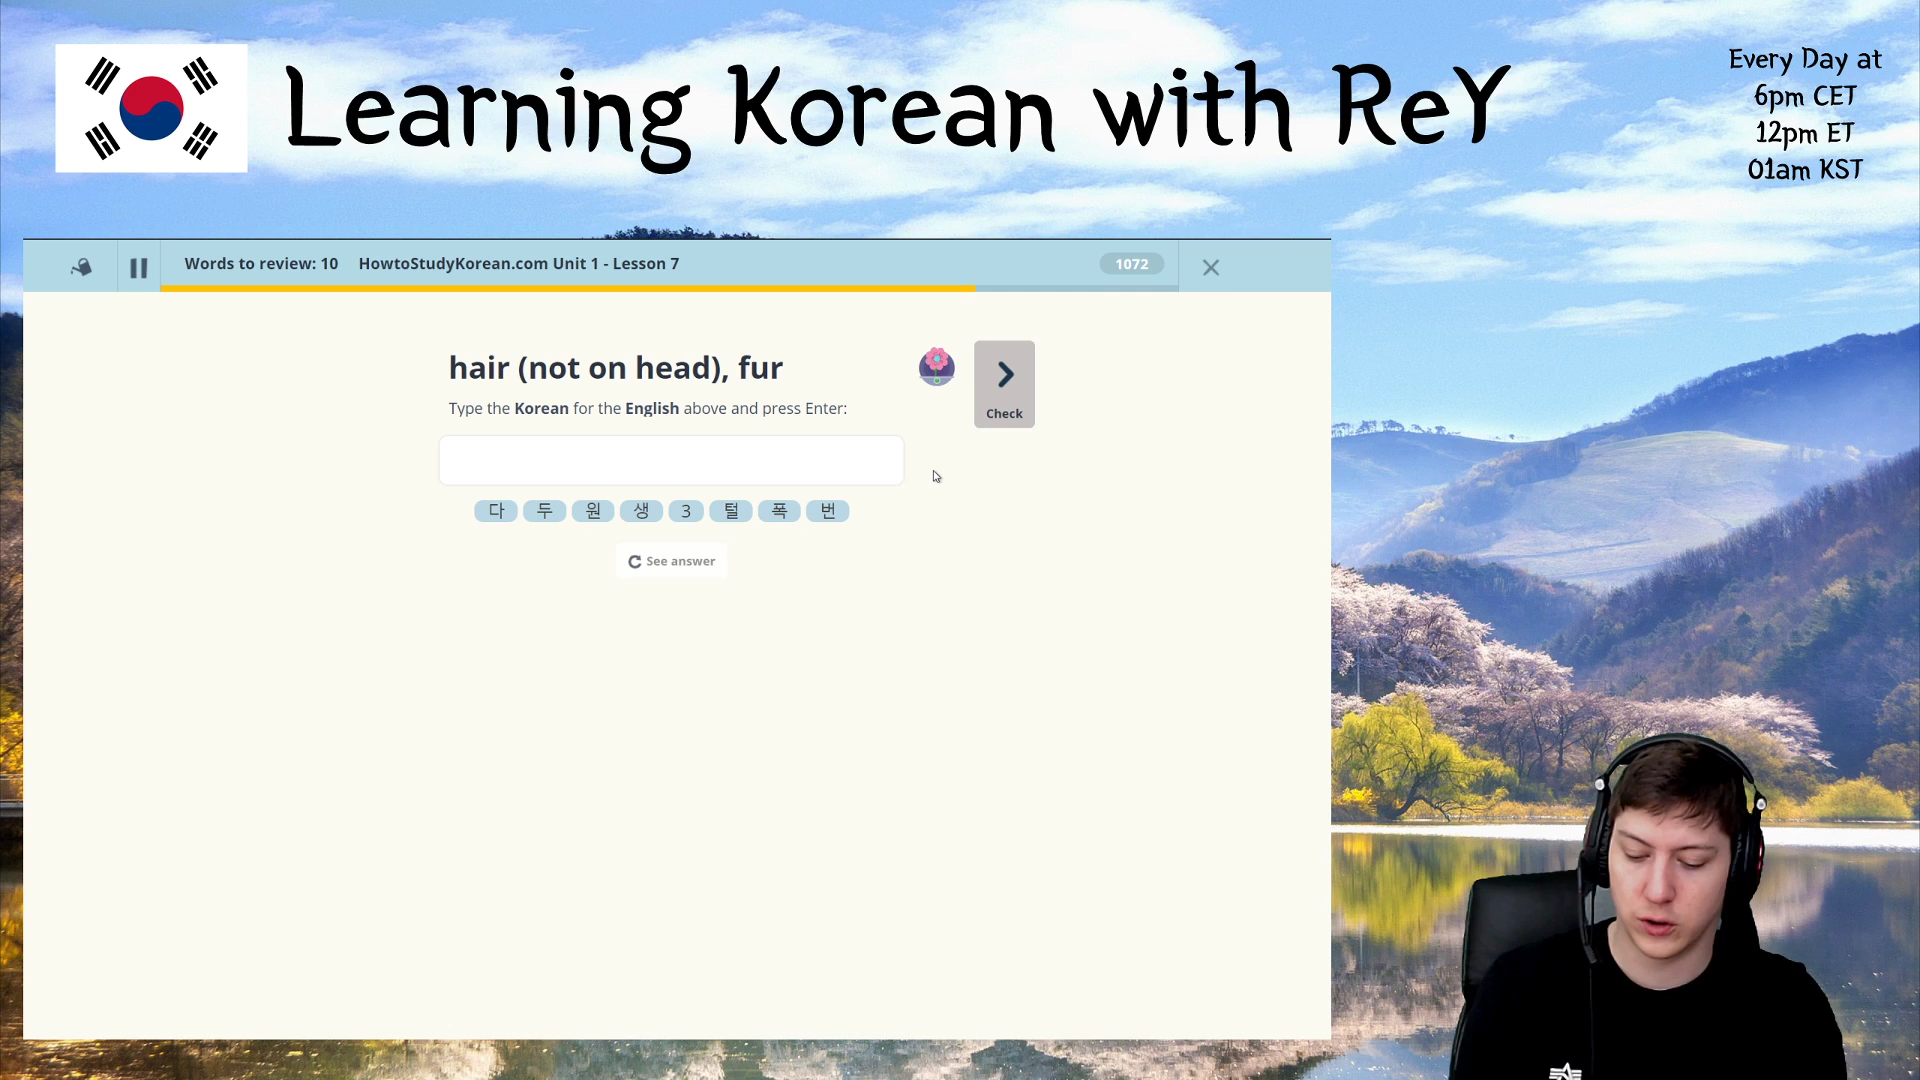 Learning Korean with ReY
Every Day at
6pm CET
12pm ET
01am KST
Words to review: 10 HowtoStudyKorean.com Unit 1 - Lesson 7
1072
hair (not on head), fur
Type the Korean for the English above and press Enter:
Check
다 두 원 생 3 털 폭 번
See answer